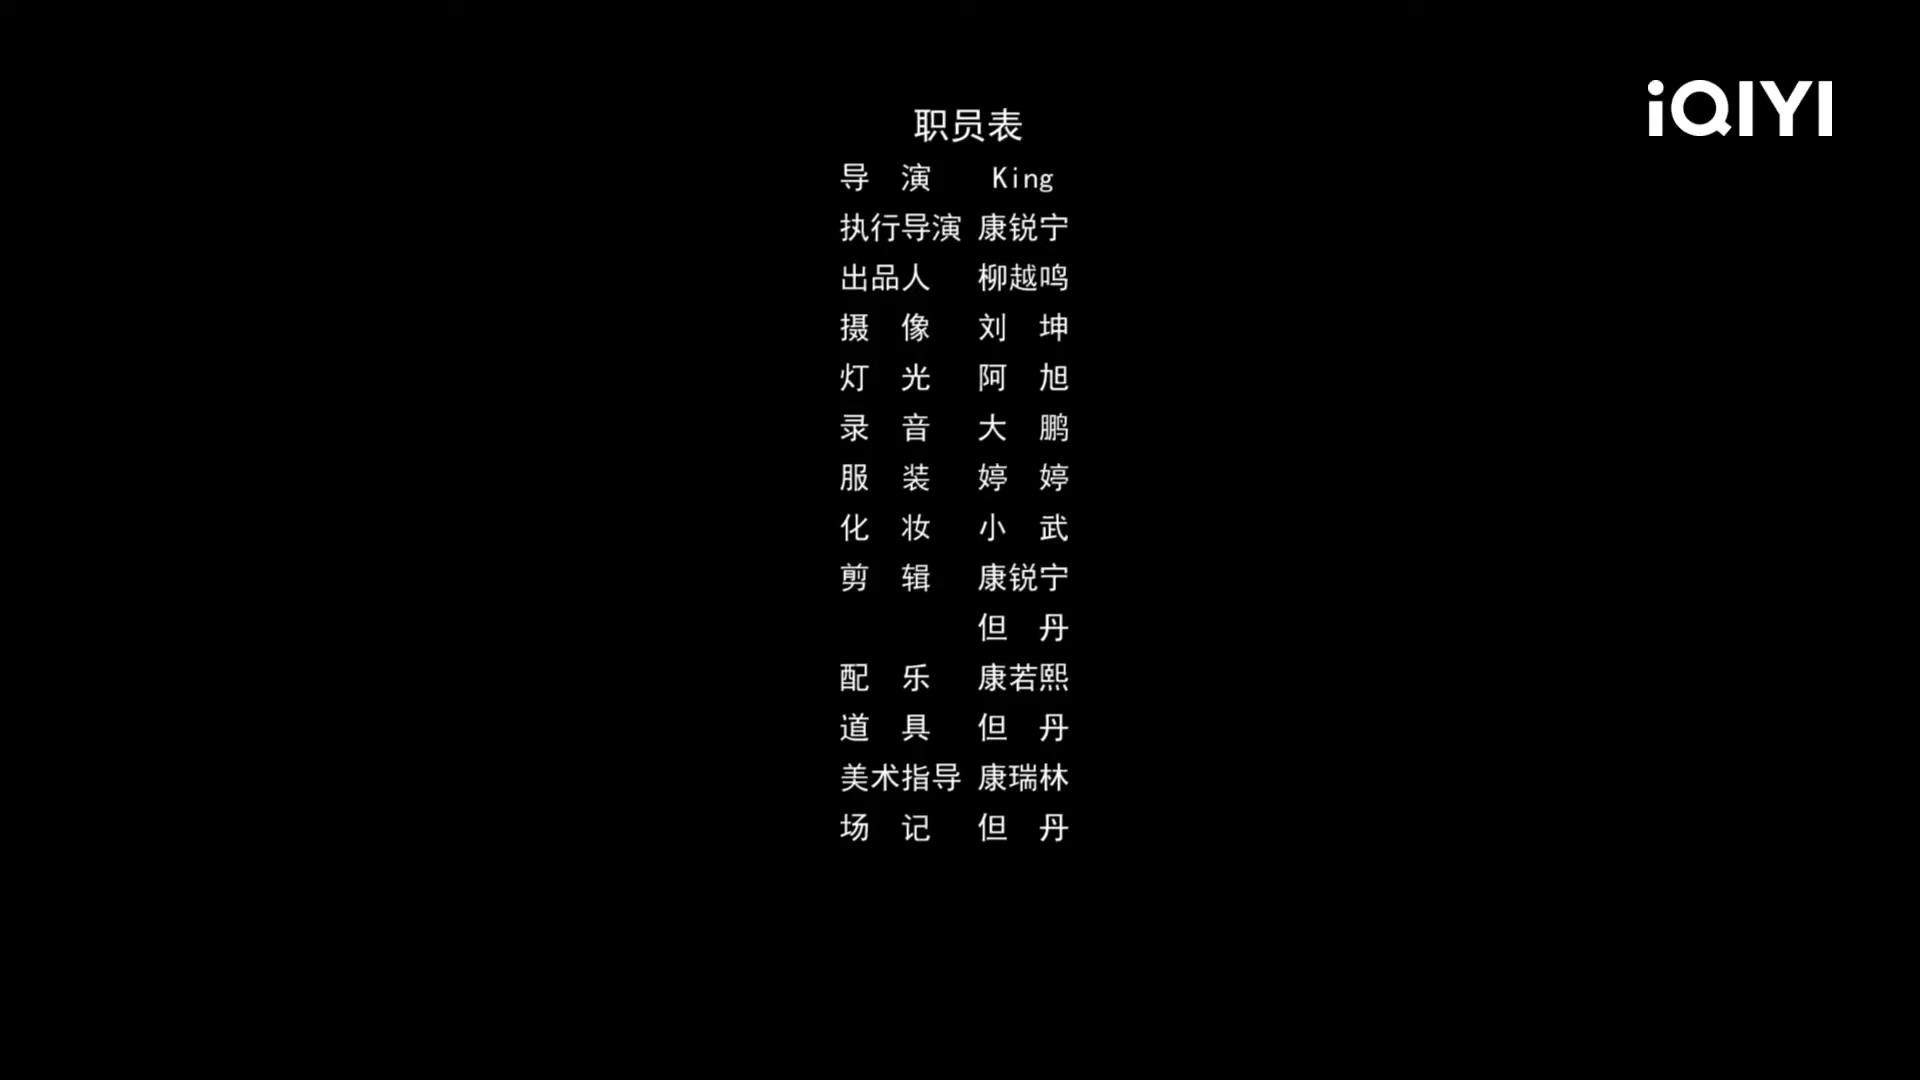 iQIYI
职员表
导 演 King
执行导演 康锐宁
出品人 柳越鸣
摄 像 刘 坤
灯 光 阿 旭
录 音 大 鹏
服 装 婷 婷
化 妆 小 武
剪 辑 康锐宁
但 丹
配 乐 康若熙
道 具 但 丹
美术指导 康瑞林
场 记 但 丹